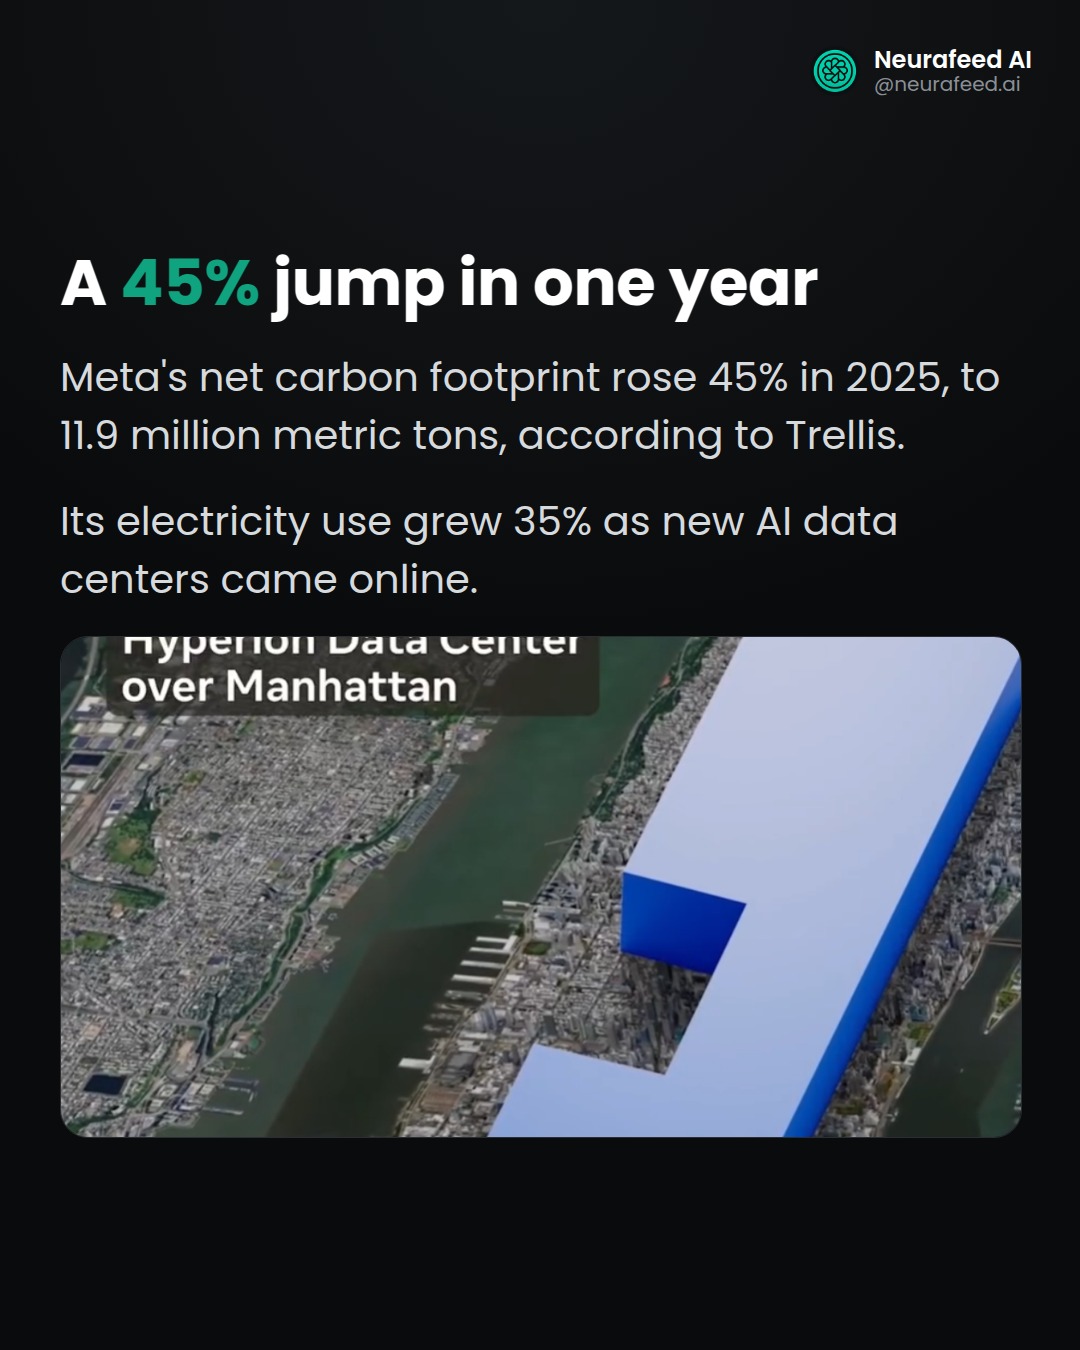 Neurafeed AI
@neurafeed.ai
A 45% jump in one year
Meta's net carbon footprint rose 45% in 2025, to
11.9 million metric tons, according to Trellis.
Its electricity use grew 35% as new AI data
centers came online.
Hyperion Data Center
over Manhattan